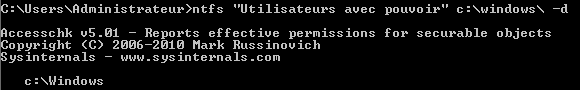 C:\Users\Administrateur>ntfs "Utilisateurs avec pouvoir" c:\windows\ -d
Accesschk v5.01 - Reports effective permissions for securable objects
Copyright (C) 2006-2010 Mark Russinovich
Sysinternals - www.sysinternals.com
c:\Windows